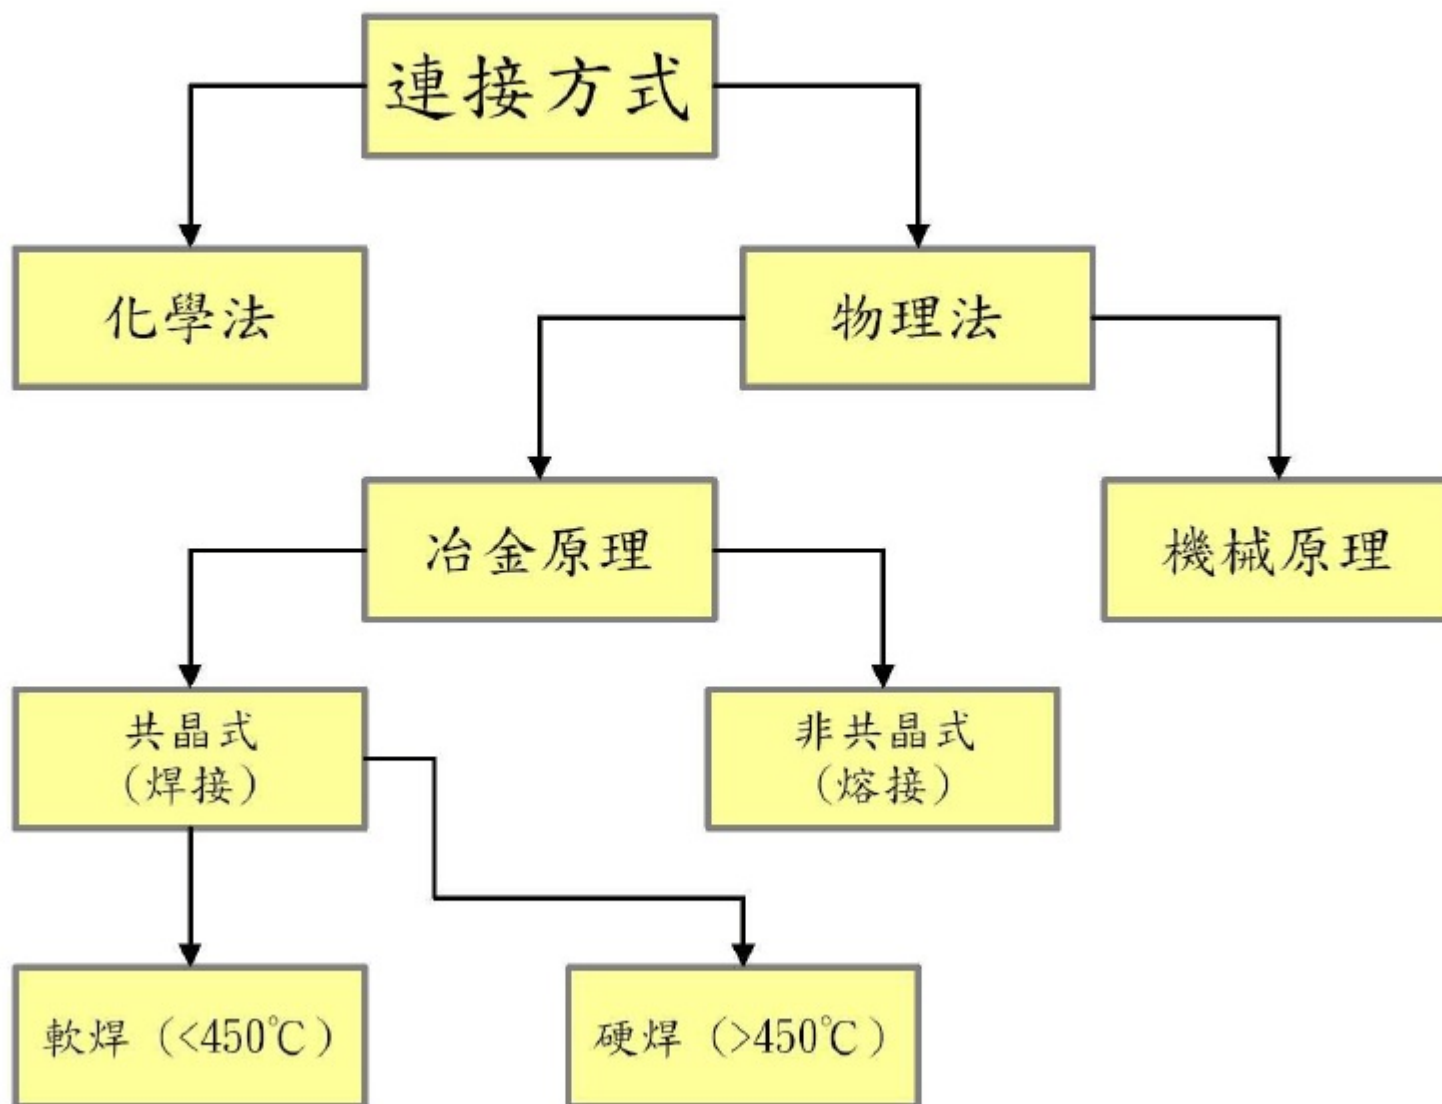 連接方式
化學法
物理法
冶金原理
機械原理
共晶式
(焊接)
非共晶式
(熔接)
軟焊 (<450℃)
硬焊 (>450℃)